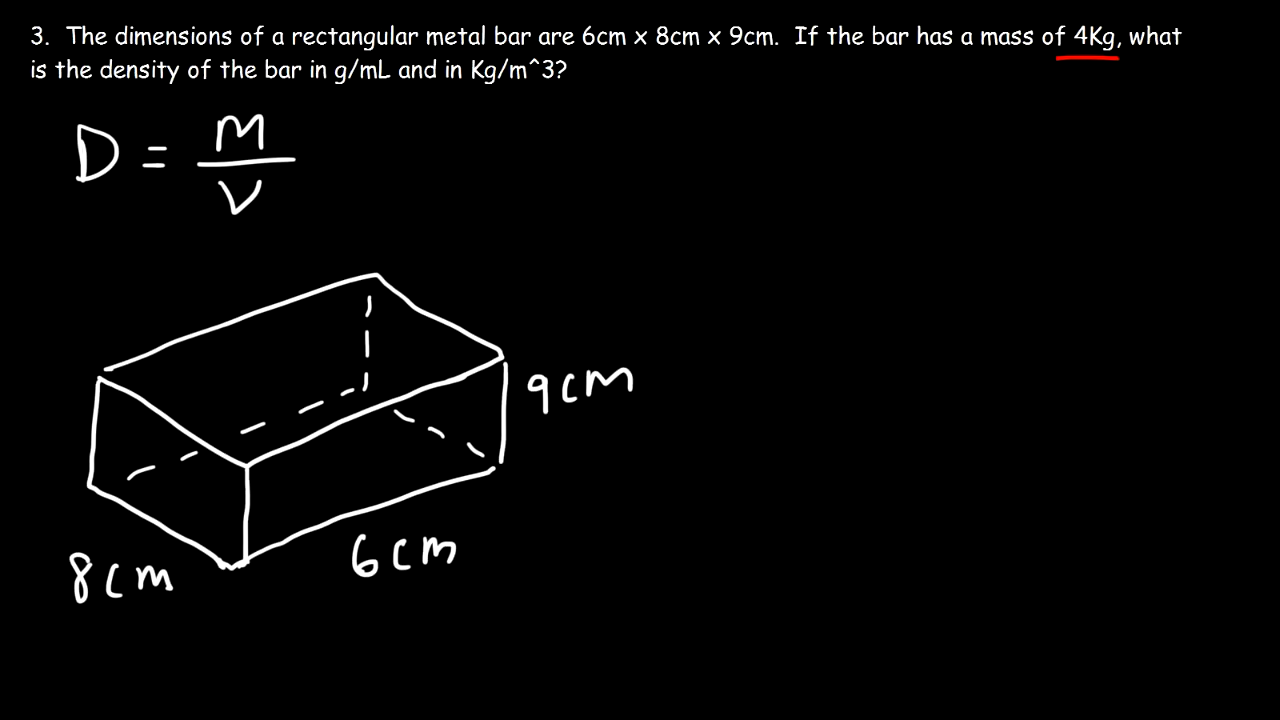 3. The dimensions of a rectangular metal bar are 6cm x 8cm x 9cm. If the bar has a mass of 4Kg, what
is the density of the bar in g/mL and in Kg/m^3?
D = M
V
9cm
6cm
8cm